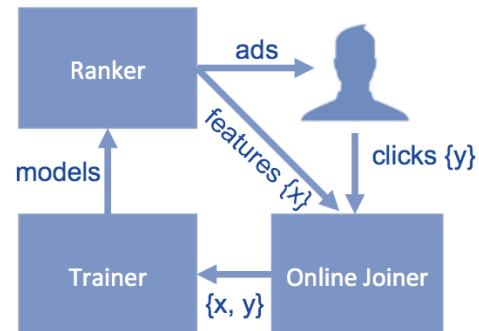 Ranker
ads
features {x}
clicks {y}
models
Trainer
Online Joiner
{x, y}